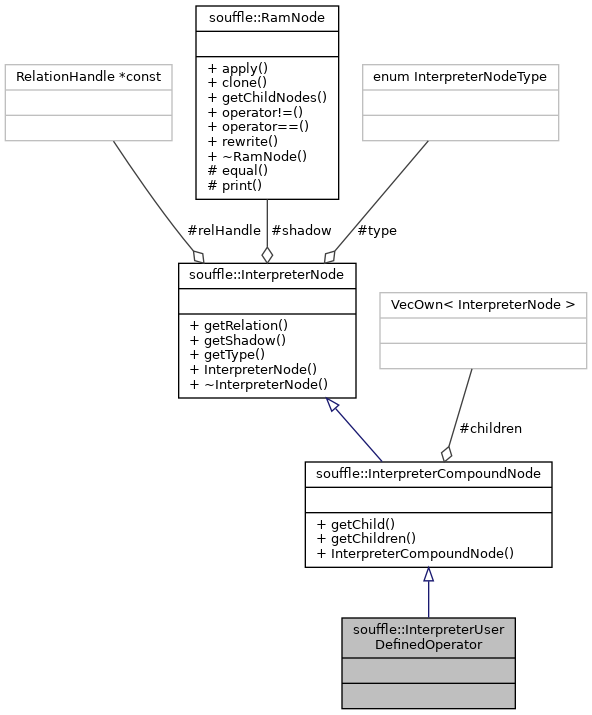 souffle::RamNode
+ apply()
+ clone()
+ getChildNodes()
+ operator!=()
+ operator==()
+ rewrite()
+ ~RamNode()
# equal()
# print()
RelationHandle *const
enum InterpreterNodeType
#relHandle
#shadow
#type
souffle::InterpreterNode
+ getRelation()
+ getShadow()
+ getType()
+ InterpreterNode()
+ ~InterpreterNode()
VecOwn< InterpreterNode >
#children
souffle::InterpreterCompoundNode
+ getChild()
+ getChildren()
+ InterpreterCompoundNode()
souffle::InterpreterUser
DefinedOperator